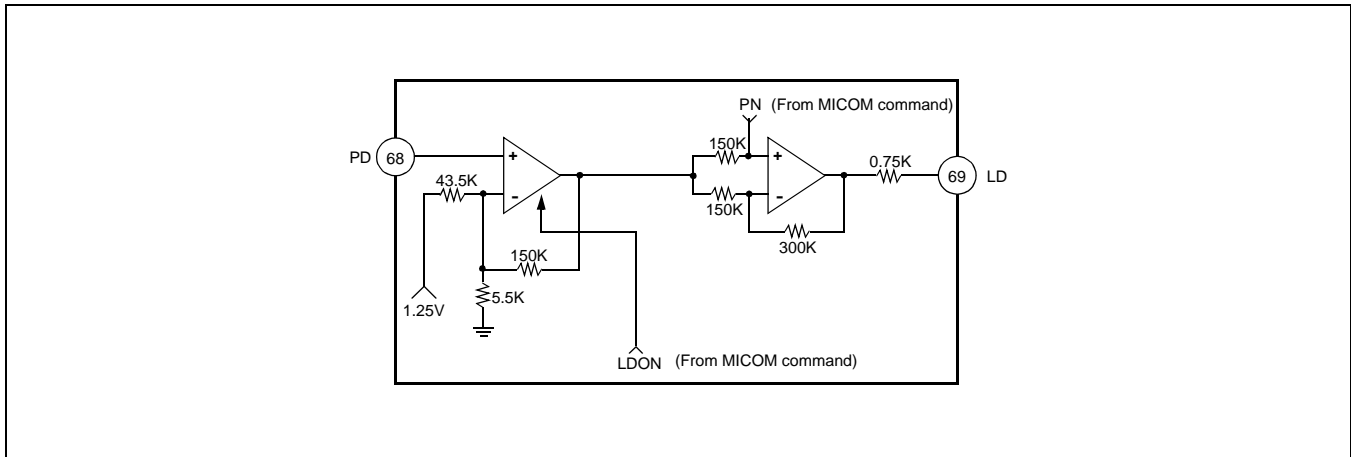 PN (From MICOM command)
150K
+
0.75K
PD
68
+
69
LD
43.5K
-
150K
-
300K
150K
5.5K
1.25V
LDON (From MICOM command)